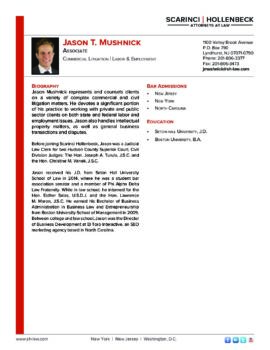 SCARINCI | HOLLENBECK
ATTORNEYS AT LAW
JASON T. MUSHNICK
ASSOCIATE
COMMERCIAL LITIGATION | LABOR & EMPLOYMENT
1100 Valley Brook Avenue
P.O. Box 790
Lyndhurst, NJ 07071-0790
Phone: 201-896-
Fax: 201-896-
BIOGRAPHY
Jason Mushnick represents and counsels clients
on a variety of complex commercial and civil
litigation matters. He devotes a significant portion
of his practice to working with private and public
sector clients on both state and federal labor and
employment issues. Jason also handles intellectual
property matters, as well as general business
transactions and disputes.
Before joining Scarinci Hollenbeck, Jason was a Judicial
Law Clerk for two Hudson County Superior Court, Civil
Division Judges: The Hon. Joseph A. Turula, J.S.C. and
the Hon. Christine M. Vanek, J.S.C.
Jason received his J.D. from Seton Hall University
School of Law in 2014, where he was a student bar
association senator and a member of Phi Alpha Delta
Law Fraternity. While in law school, he interned for the
Hon. Esther Salas, U.S.D.J. and the Hon. Lawrence
M. Maron, J.S.C. He earned his Bachelor of Business
Administration in Business Law and Entrepreneurship
from Boston University School of Management in 2009.
Between college and law school, Jason was the Director
of Business Development at El Toro Interactive, an SEO
marketing agency based in North Carolina.
BAR ADMISSIONS
• NEW JERSEY
• NEW YORK
• NORTH CAROLINA
EDUCATION
• SETON HALL UNIVERSITY, J.D.
• BOSTON UNIVERSITY, B.A.
www.sh-law.com
New York | New Jersey | Washington, D.C.